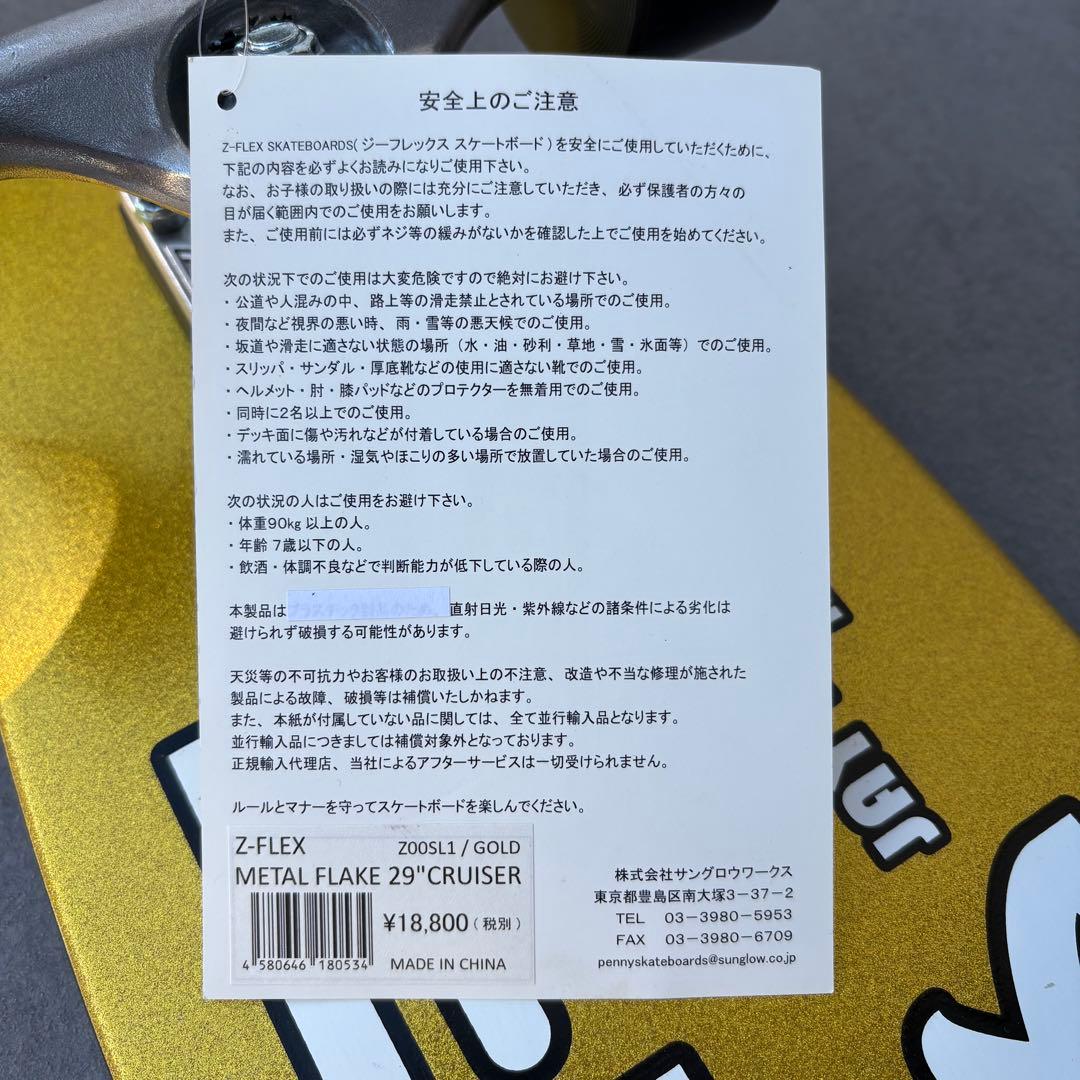 安全上のご注意
Z-FLEX SKATEBOARDS(ジーフレックス スケートボード)を安全にご使用していただくために、
下記の内容を必ずよくお読みになりご使用下さい。
なお、お子様の取り扱いの際には充分にご注意していただき、必ず保護者の方々の
目が届く範囲内でのご使用をお願いします。
また、ご使用前には必ずネジ等の緩みがないかを確認した上でご使用を始めてください。
次の状況下でのご使用は大変危険ですので絶対にお避け下さい。
・公道や人混みの中、路上等の滑走禁止とされている場所でのご使用。
・夜間など視界の悪い時、雨・雪等の悪天候でのご使用。
・坂道や滑走に適さない状態の場所（水・油・砂利・草地・雪・氷面等）でのご使用。
・スリッパ・サンダル・厚底靴などの使用に適さない靴でのご使用。
・ヘルメット・肘・膝パッドなどのプロテクターを無着用でのご使用。
・同時に2名以上でのご使用。
・デッキ面に傷や汚れなどが付着している場合のご使用。
・濡れている場所・湿気やほこりの多い場所で放置していた場合のご使用。
次の状況の人はご使用をお避け下さい。
・体重90kg以上の人。
・年齢 7歳以下の人。
・飲酒・体調不良などで判断能力が低下している際の人。
本製品は 直射日光・紫外線などの諸条件による劣化は
避けられず破損する可能性があります。
天災等の不可抗力やお客様のお取扱い上の不注意、改造や不当な修理が施された
製品による故障、破損等は補償いたしかねます。
また、本紙が付属していない品に関しては、全て並行輸入品となります。
並行輸入品につきましては補償対象外となっております。
正規輸入代理店、当社によるアフターサービスは一切受けられません。
ルールとマナーを守ってスケートボードを楽しんでください。
Z-FLEX Z00SL1 / GOLD
METAL FLAKE 29"CRUISER
¥18,800（税別）
4 580646 180534
MADE IN CHINA
株式会社サングロウワークス
東京都豊島区南大塚3-37-2
TEL 03-3980-5953
FAX 03-3980-6709
pennyskateboards@sunglow.co.jp